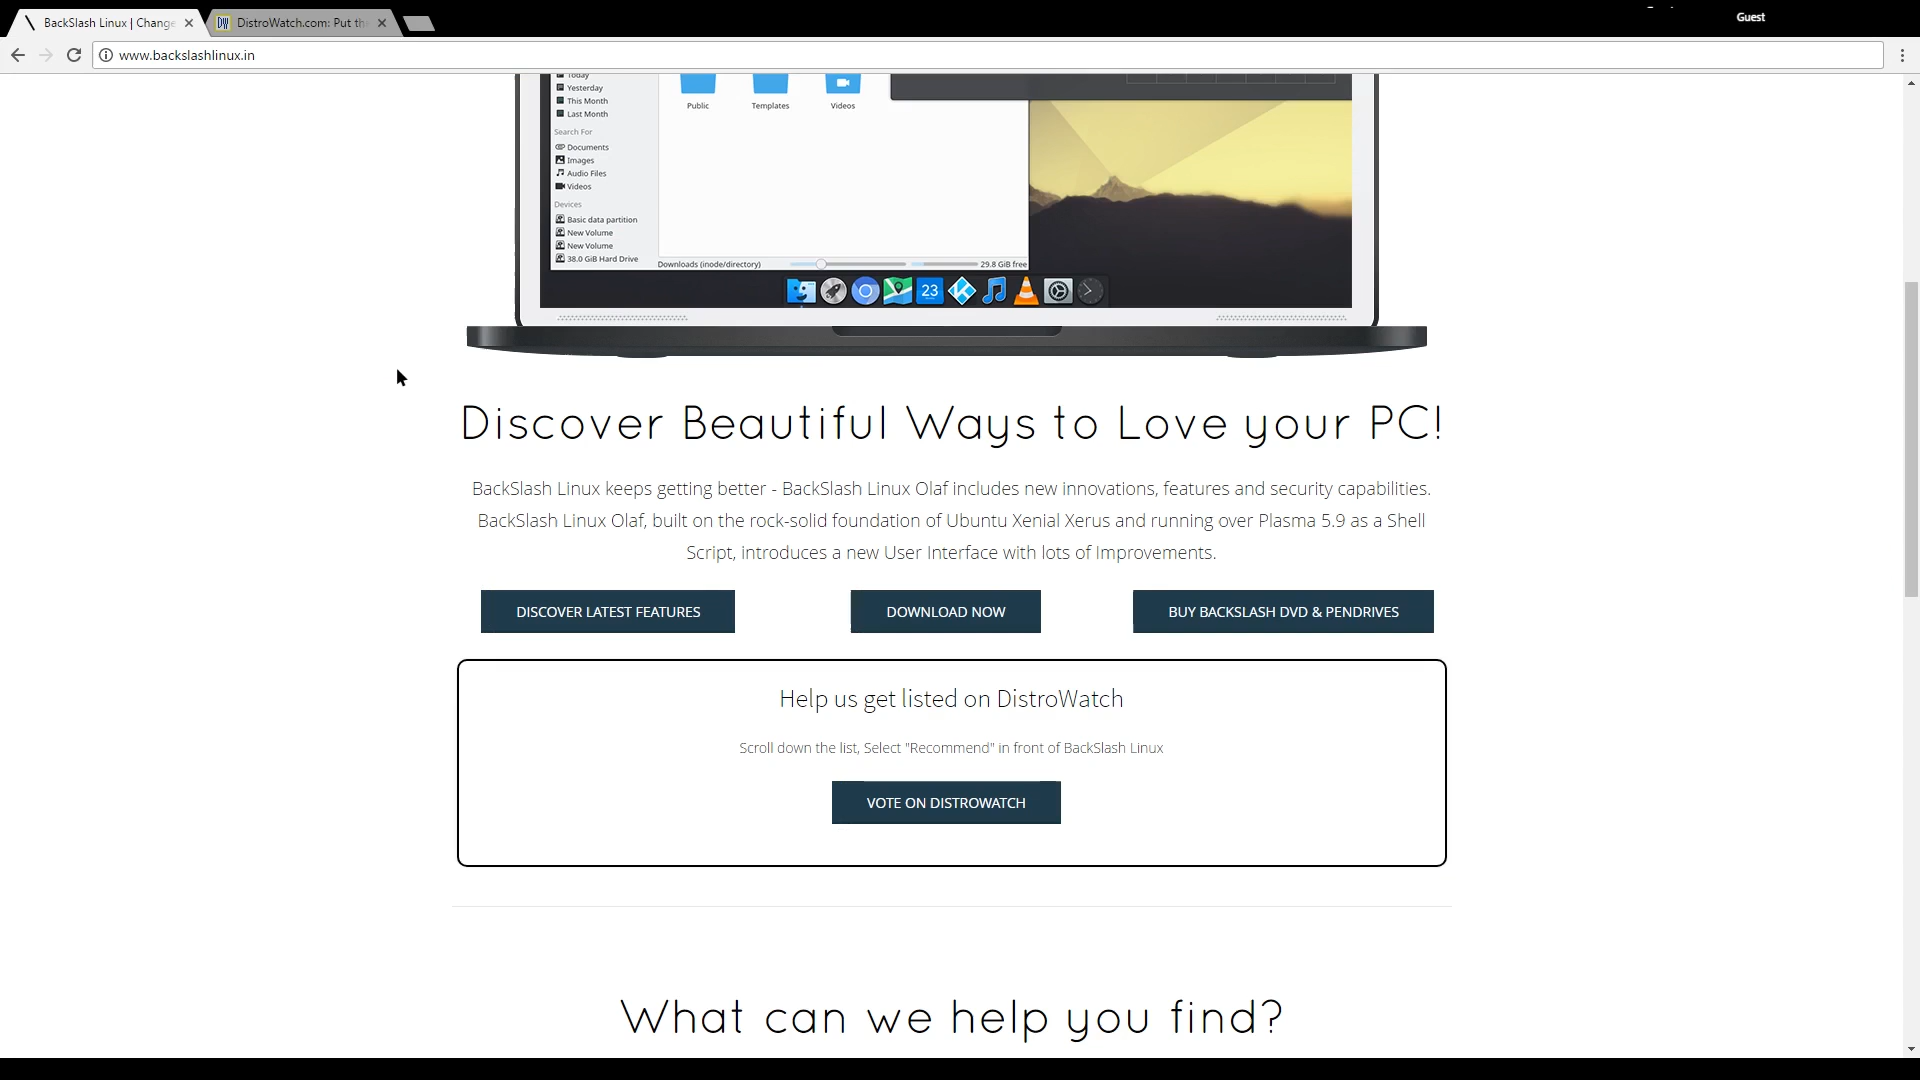 BackSlash Linux | Change
DistroWatch.com: Put the
Guest
www.backslashlinux.in
Today
Yesterday
This Month
Last Month
Search For
Documents
Images
Audio Files
Videos
Devices
Basic data partition
New Volume
New Volume
38.0 GiB Hard Drive
Public
Templates
Videos
Downloads (inode/directory)
29.8 GiB free
23
Discover Beautiful Ways to Love your PC!
BackSlash Linux keeps getting better - BackSlash Linux Olaf includes new innovations, features and security capabilities.
BackSlash Linux Olaf, built on the rock-solid foundation of Ubuntu Xenial Xerus and running over Plasma 5.9 as a Shell
Script, introduces a new User Interface with lots of Improvements.
DISCOVER LATEST FEATURES
DOWNLOAD NOW
BUY BACKSLASH DVD & PENDRIVES
Help us get listed on DistroWatch
Scroll down the list, Select "Recommend" in front of BackSlash Linux
VOTE ON DISTROWATCH
What can we help you find?